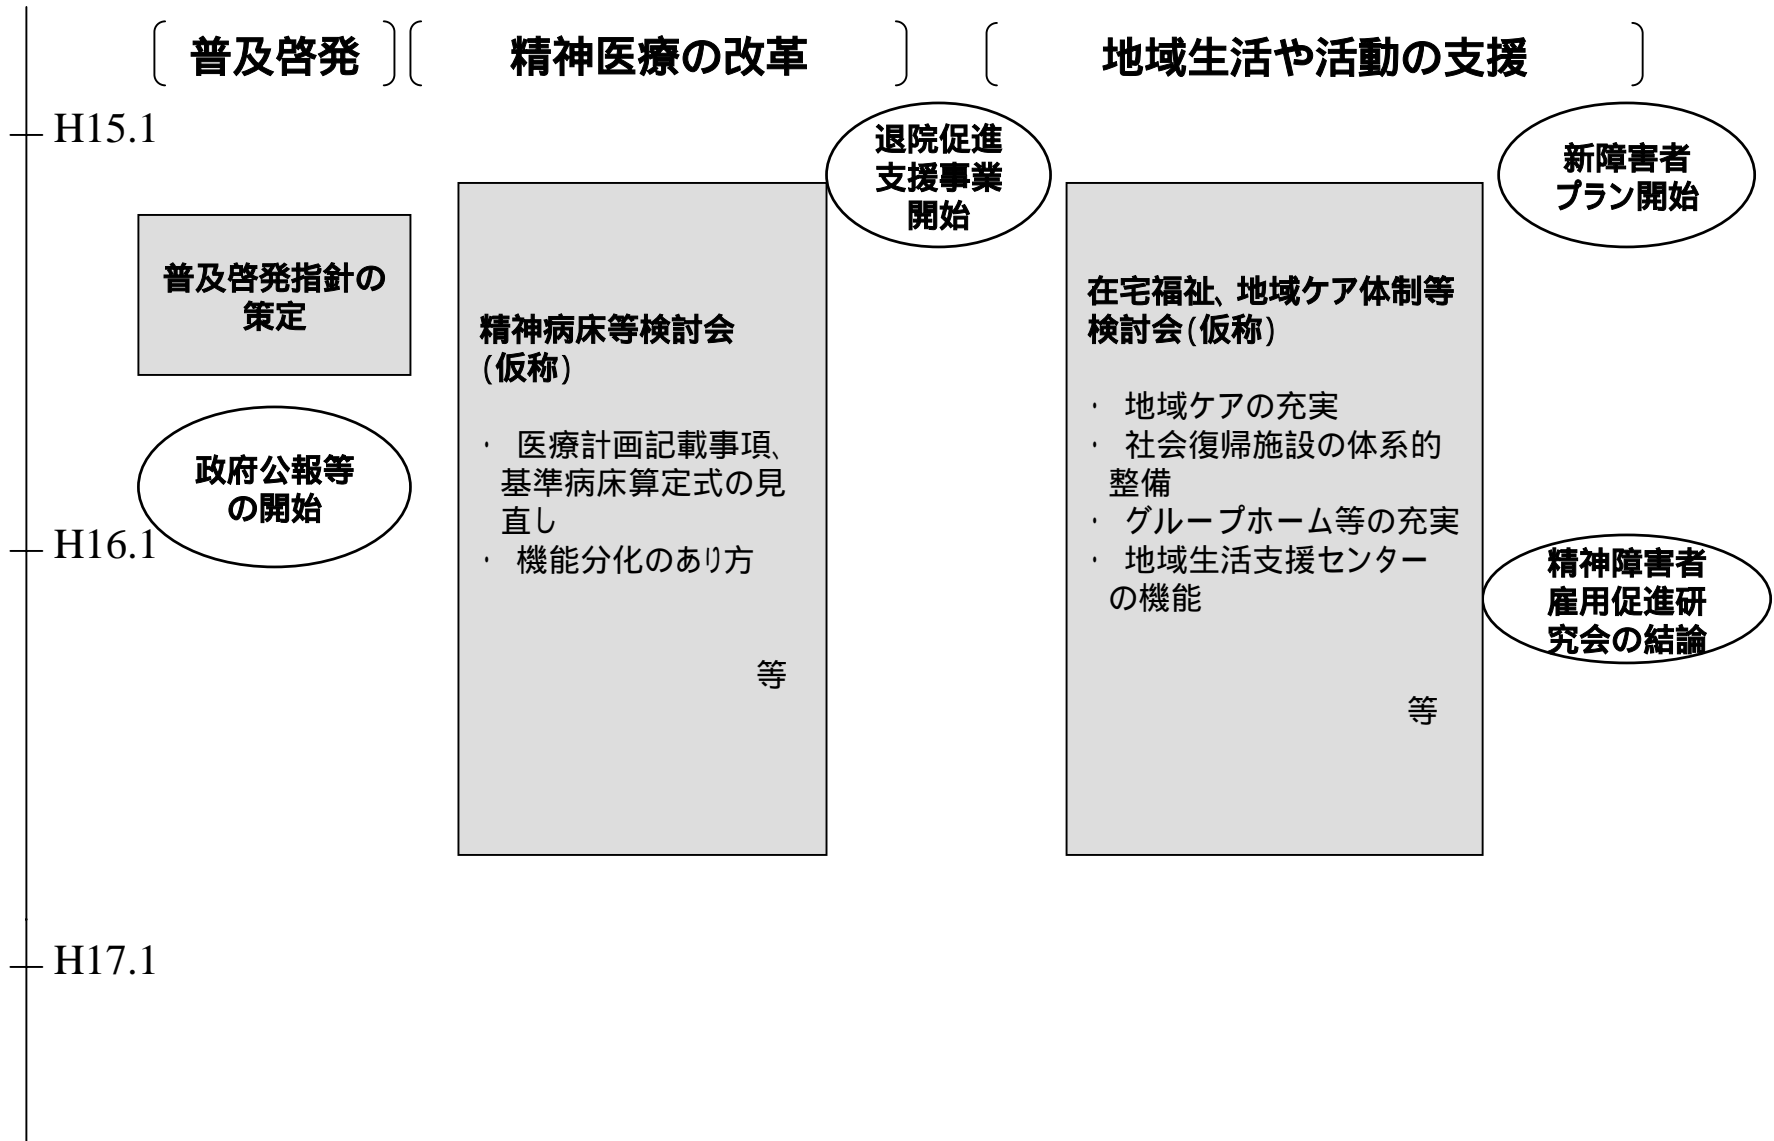 普及啓発
精神医療の改革
地域生活や活動の支援
H15.1
退院促進
支援事業
開始
新障害者
プラン開始
普及啓発指針の
策定
精神病床等検討会
(仮称)
・ 医療計画記載事項、
基準病床算定式の見
直し
・ 機能分化のあり方
等
在宅福祉、地域ケア体制等
検討会(仮称)
・ 地域ケアの充実
・ 社会復帰施設の体系的
整備
・ グループホーム等の充実
・ 地域生活支援センター
の機能
等
政府公報等
の開始
H16.1
精神障害者
雇用促進研
究会の結論
H17.1